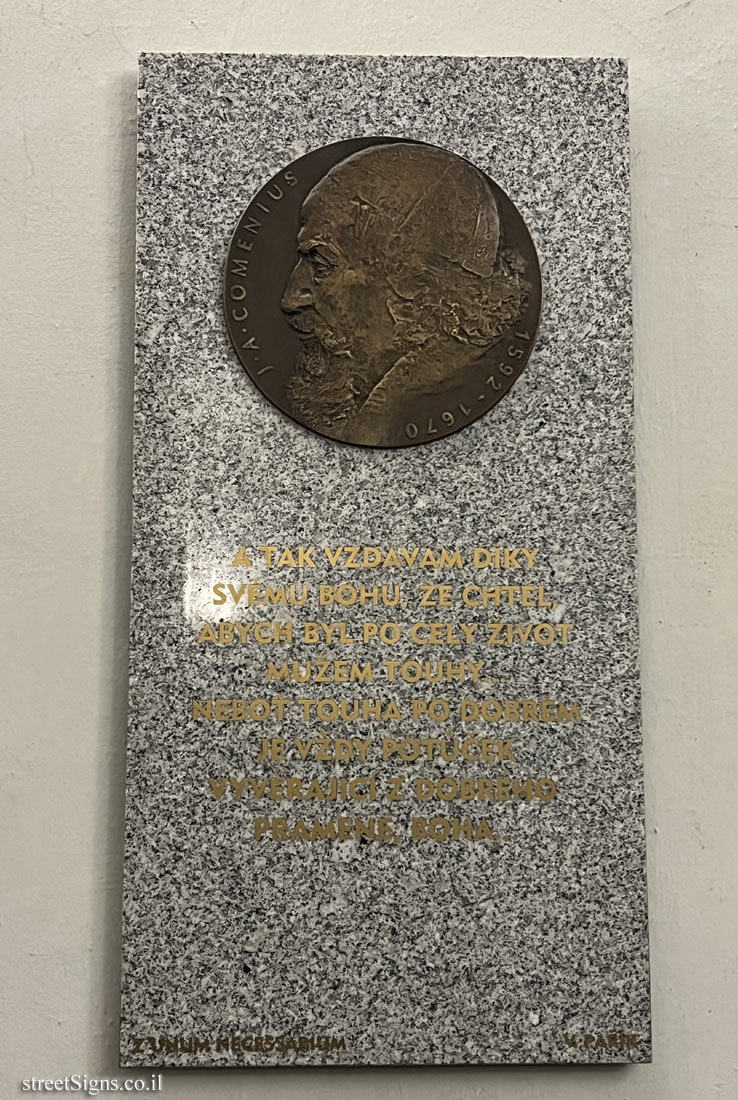 J·A·COMENIUS 1592-1670
A TAK VZDÁVÁM DÍKY
SVÉMU BOHU, ŽE CHTĚL,
ABYCH BYL PO CELÝ ŽIVOT
MUŽEM TOUHY...
NEBOŤ TOUHA PO DOBRÉM
JE VŽDY POTŮČEK
VYVĚRAJÍCÍ Z DOBRÉHO
PRAMENE, BOHA...
Z UNUM NECESSARIUM
streetSigns.co.il